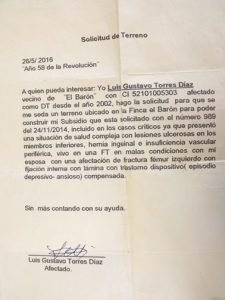 Solicitud de Terreno
26/5/ 2016
"Año 58 de la Revolución"
A quien pueda interesar: Yo Luis Gustavo Torres Díaz
vecino de "El Barón" con CI 52101005303 afectado
como DT desde el año 2002, hago la solicitud para que se
me seda un terreno ubicado en la Finca el Barón para poder
construir mi Subsidio que esta solicitado con el número 989
del 24/11/2014, incluido en los casos críticos ya que presentó
una situación de salud compleja con lesiones ulcerosas en los
miembros inferiores, hernia inguinal e insuficiencia vascular
periférica, vivo en una FT en malas condiciones con mi
esposa con una afectación de fractura fémur izquierdo con
fijación interna con lamina con trastorno dispositivo( episodio
depresivo- ansioso) compensada.
Sin más contando con su ayuda.
Luis Gustavo Torres Díaz
Afectado.